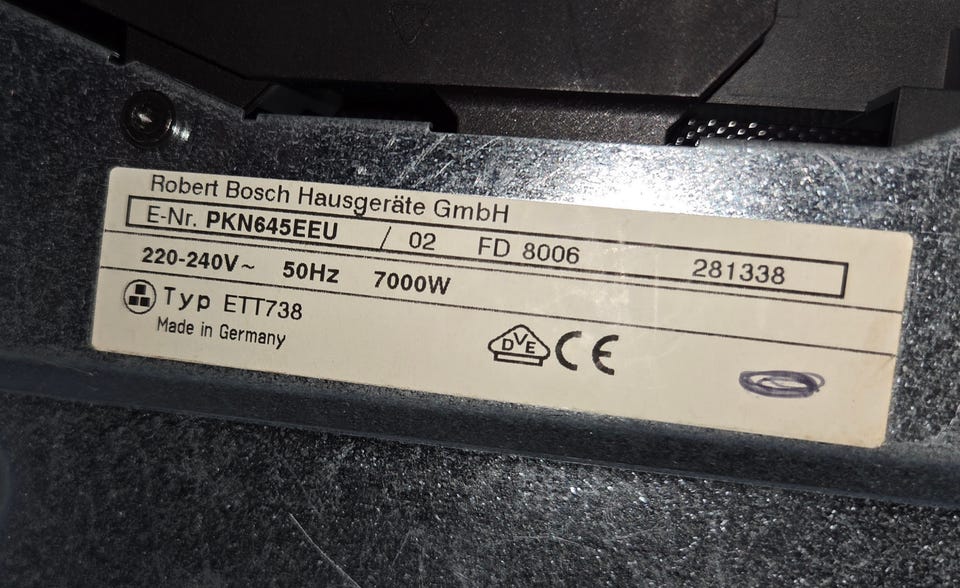 Robert Bosch Hausgeräte GmbH
E-Nr. PKN645EEU / 02 FD 8006 281338
220-240V~ 50Hz 7000W
Typ ETT738
Made in Germany
DVE CE